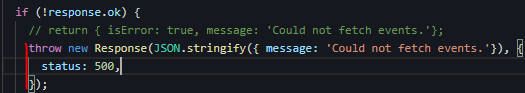 if (!response.ok) {
// return { isError: true, message: 'Could not fetch events.'};
throw new Response(JSON.stringify({ message: 'Could not fetch events.'}), {
status: 500,
});